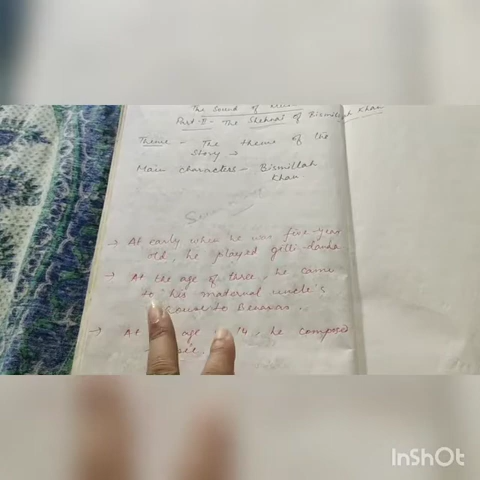 The Sound of
Part-II - The Shehnai of Bismillah Khan
Theme - The theme of the
Story →
Main characters - Bismillah
Khan
→ At early when he was five-year
old, he played gilli-danda
→ At the age of three, he came
to his maternal uncle's
house to Benaras.
→ At age 14, he composed
InShOt